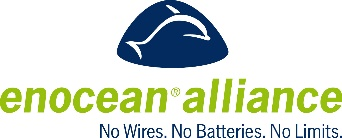 enocean® alliance
No Wires. No Batteries. No Limits.